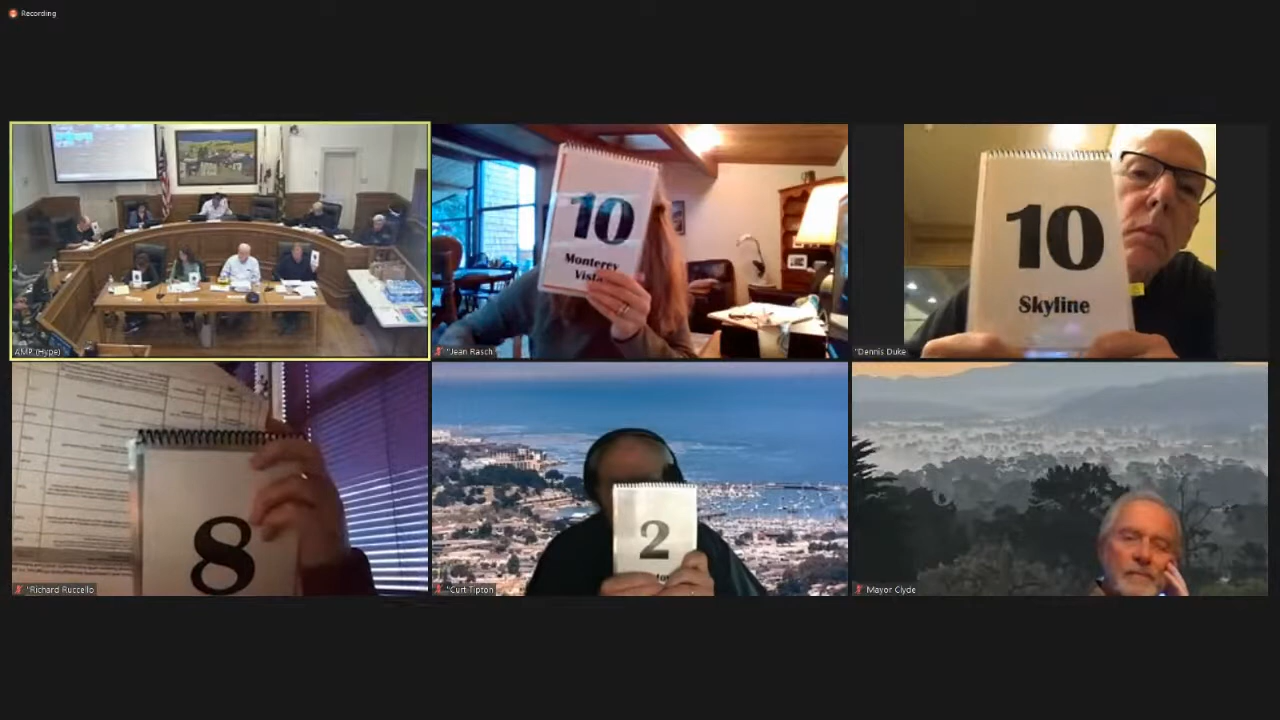 Recording
10
Monterey
Vista
10
Skyline
AMP (Hype)
"Jean Rasch
"Dennis Duke
8
2
"Richard Ruccello
"Curt Tipton
Mayor Clyde